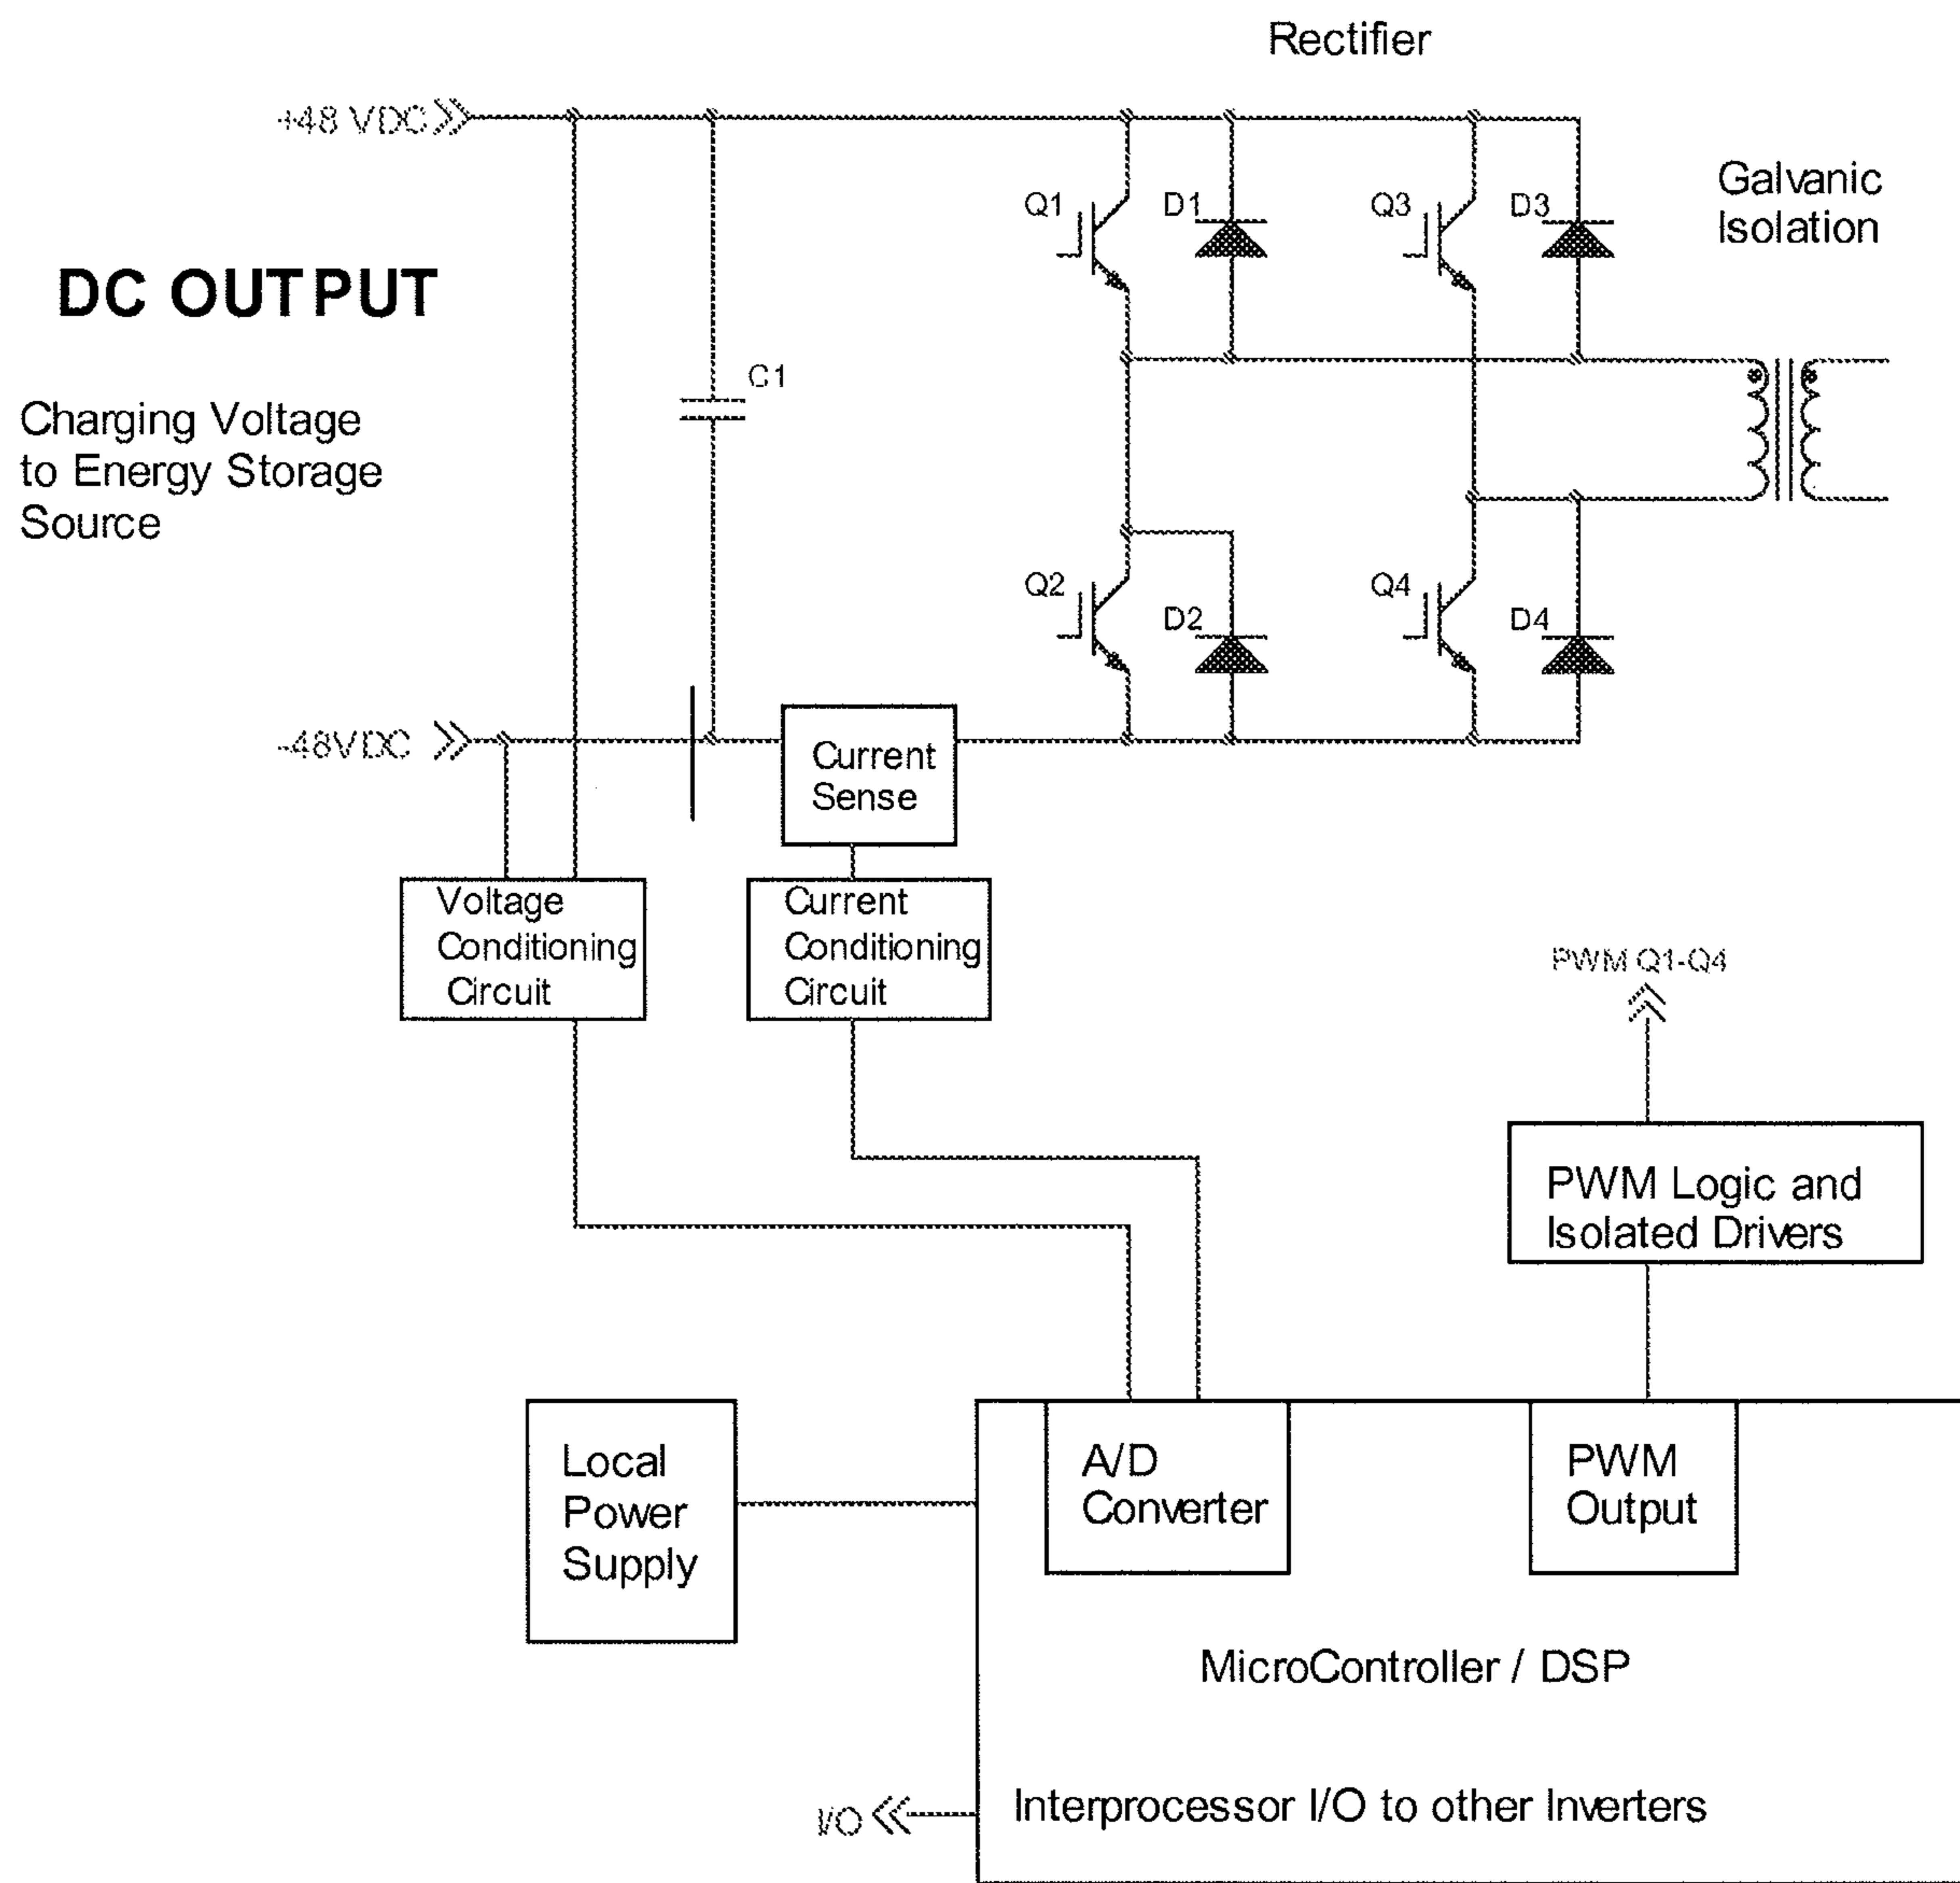 Rectifier
+48 VDC
Galvanic
Isolation
Q1
D1
Q3
D3
DC OUTPUT
C1
Charging Voltage
to Energy Storage
Source
Q2
D2
Q4
D4
-48VDC
Current
Sense
Voltage
Conditioning
Circuit
Current
Conditioning
Circuit
PWM Q1-Q4
PWM Logic and
Isolated Drivers
Local
Power
Supply
A/D
Converter
PWM
Output
MicroController / DSP
I/O
Interprocessor I/O to other Inverters